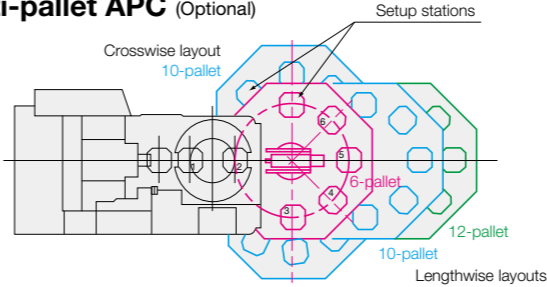 i-pallet APC (Optional)
Setup stations
Crosswise layout
10-pallet
6
1
2
5
6-pallet
4
3
12-pallet
10-pallet
Lengthwise layouts